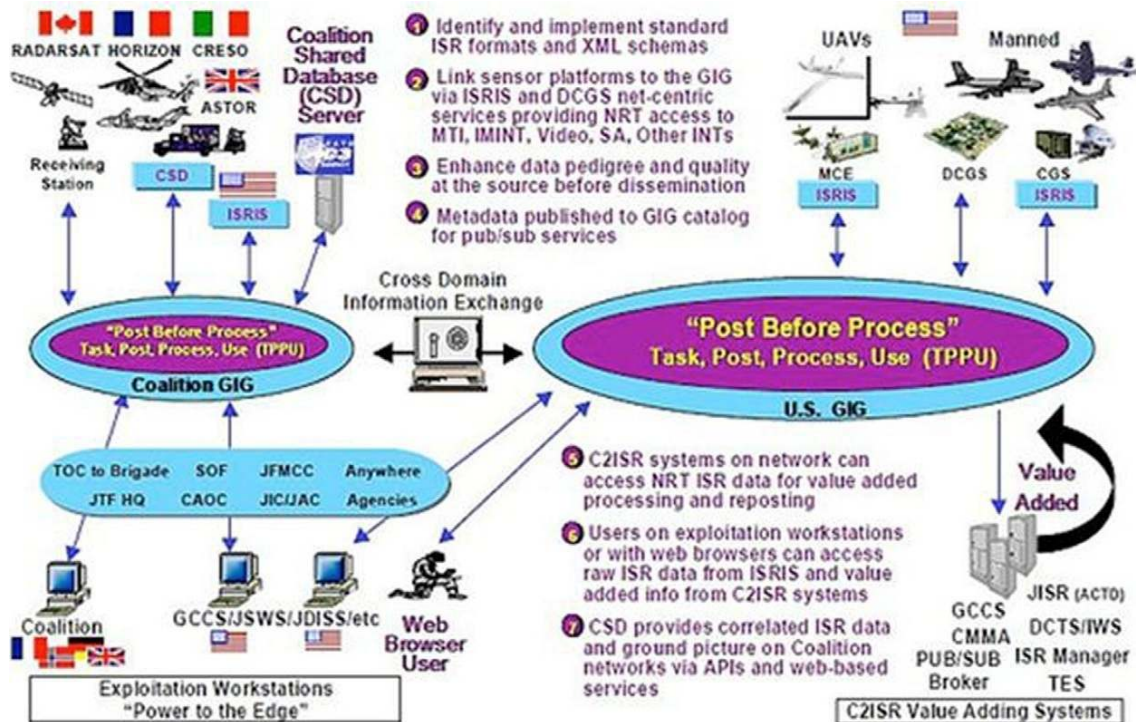 RADARSAT HORIZON CRESO
ASTOR
Receiving
Station
CSD
ISRIS
Coalition
Shared
Database
(CSD)
Server
1 Identify and implement standard
ISR formats and XML schemas
2 Link sensor platforms to the GIG
via ISRIS and DCGS net-centric
services providing NRT access to
MTI, IMINT, Video, SA, Other INTs
3 Enhance data pedigree and quality
at the source before dissemination
4 Metadata published to GIG catalog
for pub/sub services
UAVs
Manned
MCE
ISRIS
DCGS
CGS
ISRIS
Cross Domain
Information Exchange
"Post Before Process"
Task, Post, Process, Use (TPPU)
Coalition GIG
"Post Before Process"
Task, Post, Process, Use (TPPU)
U.S. GIG
TOC to Brigade SOF JFMCC Anywhere
JTF HQ CAOC JIC/JAC Agencies
Coalition
GCCS/JSWS/JDISS/etc
Web
Browser
User
Exploitation Workstations
"Power to the Edge"
5 C2ISR systems on network can
access NRT ISR data for value added
processing and reposting
6 Users on exploitation workstations
or with web browsers can access
raw ISR data from ISRIS and value
added info from C2ISR systems
7 CSD provides correlated ISR data
and ground picture on Coalition
networks via APIs and web-based
services
Value
Added
GCCS
CMMA
PUB/SUB
Broker
JISR (ACTD)
DCTS/IWS
ISR Manager
TES
C2ISR Value Adding Systems